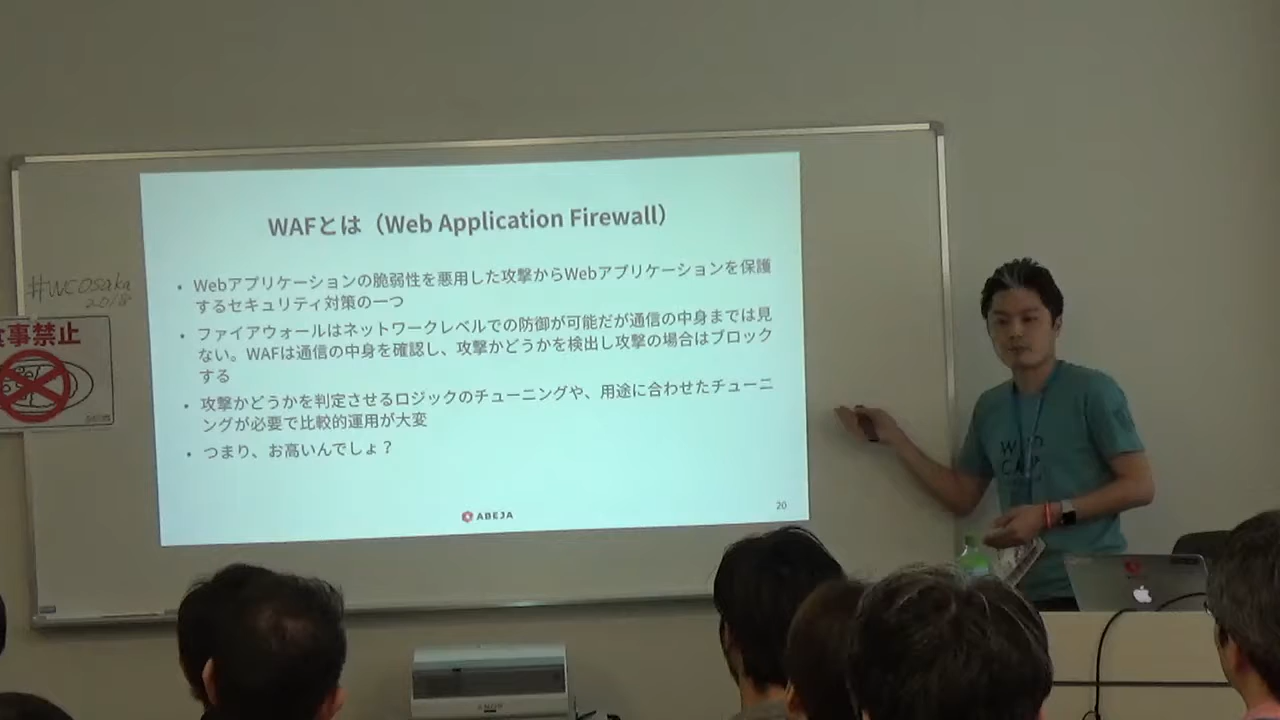 WAFとは（Web Application Firewall）
• Webアプリケーションの脆弱性を悪用した攻撃からWebアプリケーションを保護
するセキュリティ対策の一つ
• ファイアウォールはネットワークレベルでの防御が可能だが通信の中身までは見
ない。WAFは通信の中身を確認し、攻撃かどうかを検出し攻撃の場合はブロック
する
• 攻撃かどうかを判定させるロジックのチューニングや、用途に合わせたチューニ
ングが必要で比較的運用が大変
• つまり、お高いんでしょ？
ABEJA
20
#wcosaka
2018
食事禁止